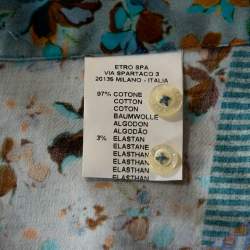 ETRO SPA
VIA SPARTACO 3
20135 MILANO - ITALIA
97% COTONE
COTTON
COTON
BAUMWOLLE
ALGODON
ALGODÃO
3% ELASTAN
ELASTANE
ELASTHAN
ELASTHAN
ELASTHAN
ELASTHAN